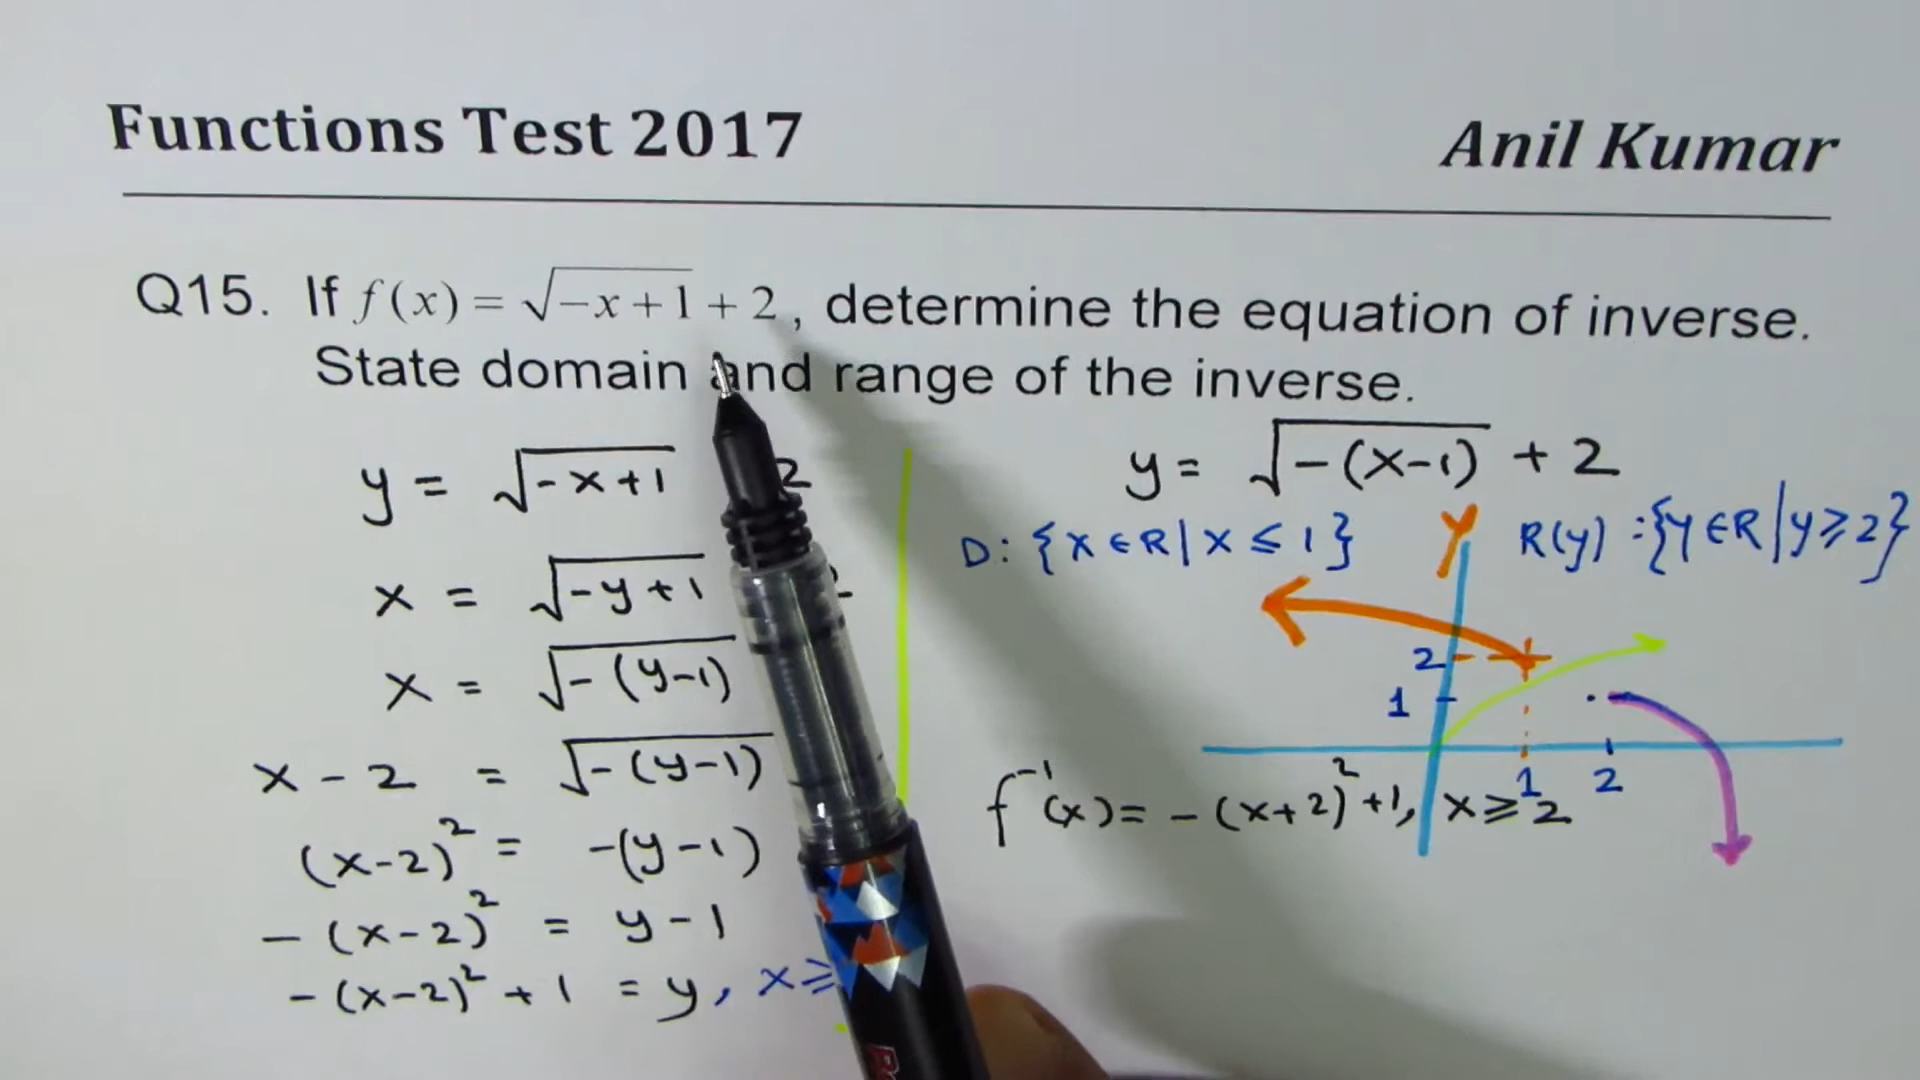 Functions Test 2017
Anil Kumar
Q15. If f(x) = √(-x+1) + 2, determine the equation of inverse.
State domain and range of the inverse.
y = √(-x+1) 2
x = √(-y+1)
x = √(-(y-1))
x - 2 = √(-(y-1))
(x-2)² = -(y-1)
-(x-2)² = y-1
-(x-2)² + 1 = y, x ≥
y = √(-(x-1)) + 2
D: {x ∈ R | x ≤ 1}
R(y) : {y ∈ R | y ≥ 2}
y
2
1
1 2
f⁻¹(x) = -(x+2)² + 1, x ≥ 2